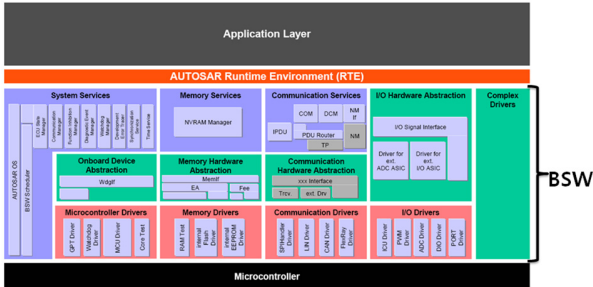 Application Layer
AUTOSAR Runtime Environment (RTE)
System Services
Memory Services
Communication Services
I/O Hardware Abstraction
Complex
Drivers
AUTOSAR OS
BSW Scheduler
ECU State
Manager
Communication
Manager
Function Inhibition
Manager
Diagnostic Event
Manager
Watchdog
Manager
Development
Error Tracer
Synchronization
Service
Time Service
NVRAM Manager
COM
DCM
NM
If
IPDU
PDU Router
TP
NM
I/O Signal Interface
Driver for
ext.
ADC ASIC
Driver for
ext.
I/O ASIC
Onboard Device
Abstraction
WdgIf
Memory Hardware
Abstraction
MemIf
EA
Fee
Communication
Hardware Abstraction
xxx Interface
Trcv.
ext. Drv
BSW
Microcontroller Drivers
GPT Driver
Watchdog
Driver
MCU Driver
Core Test
Memory Drivers
RAM Test
internal
Flash
Driver
internal
EEPROM
Driver
Communication Drivers
SPIHandler
Driver
LIN Driver
CAN Driver
FlexRay
Driver
I/O Drivers
ICU Driver
PWM
Driver
ADC Driver
DIO Driver
PORT
Driver
Microcontroller